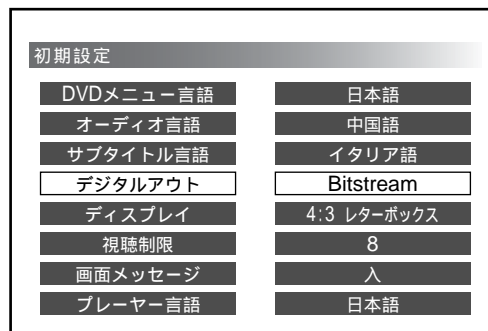 初期設定
DVDメニュー言語 日本語
オーディオ言語 中国語
サブタイトル言語 イタリア語
デジタルアウト Bitstream
ディスプレイ 4:3 レターボックス
視聴制限 8
画面メッセージ 入
プレーヤー言語 日本語